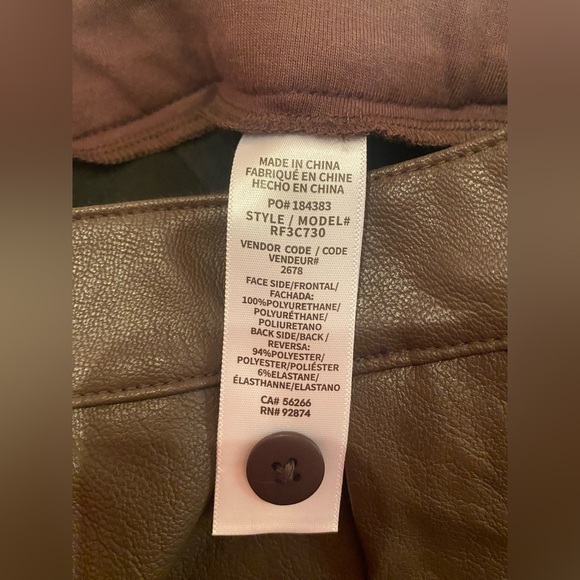 MADE IN CHINA
FABRIQUÉ EN CHINE
HECHO EN CHINA
PO# 184383
STYLE / MODEL#
RF3C730
VENDOR CODE / CODE
VENDEUR#
2678
FACE SIDE/FRONTAL/
FACHADA:
100%POLYURETHANE/
POLYURÉTHANE/
POLIURETANO
BACK SIDE/BACK /
REVERSA:
94%POLYESTER/
POLYESTER/POLIÉSTER
6%ELASTANE/
ÉLASTHANNE/ELASTANO
CA# 56266
RN# 92874